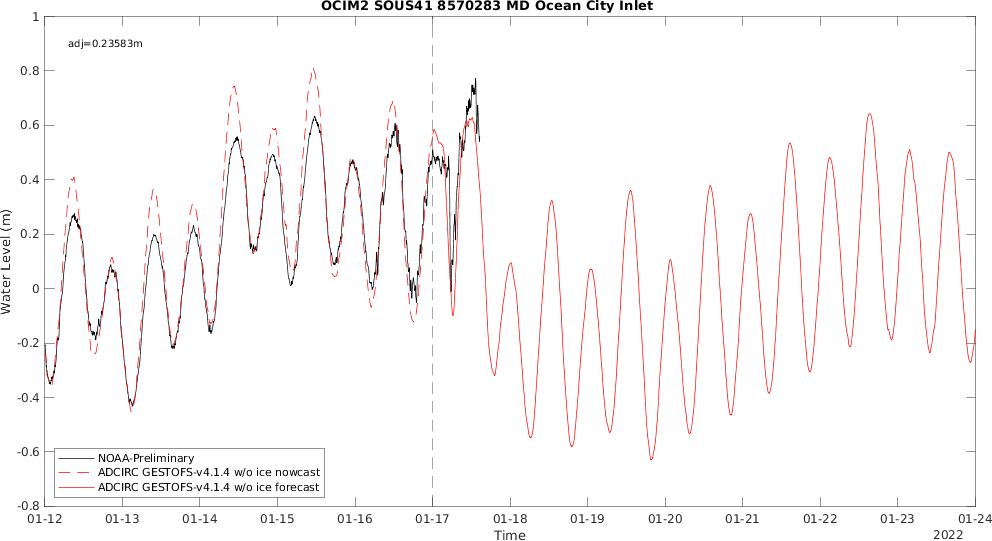 OCIM2 SOUS41 8570283 MD Ocean City Inlet
adj=0.23583m
1
0.8
0.6
0.4
0.2
0
-0.2
-0.4
-0.6
-0.8
Water Level (m)
NOAA-Preliminary
ADCIRC GESTOFS-v4.1.4 w/o ice nowcast
ADCIRC GESTOFS-v4.1.4 w/o ice forecast
01-12 01-13 01-14 01-15 01-16 01-17 01-18 01-19 01-20 01-21 01-22 01-23 01-24
Time
2022